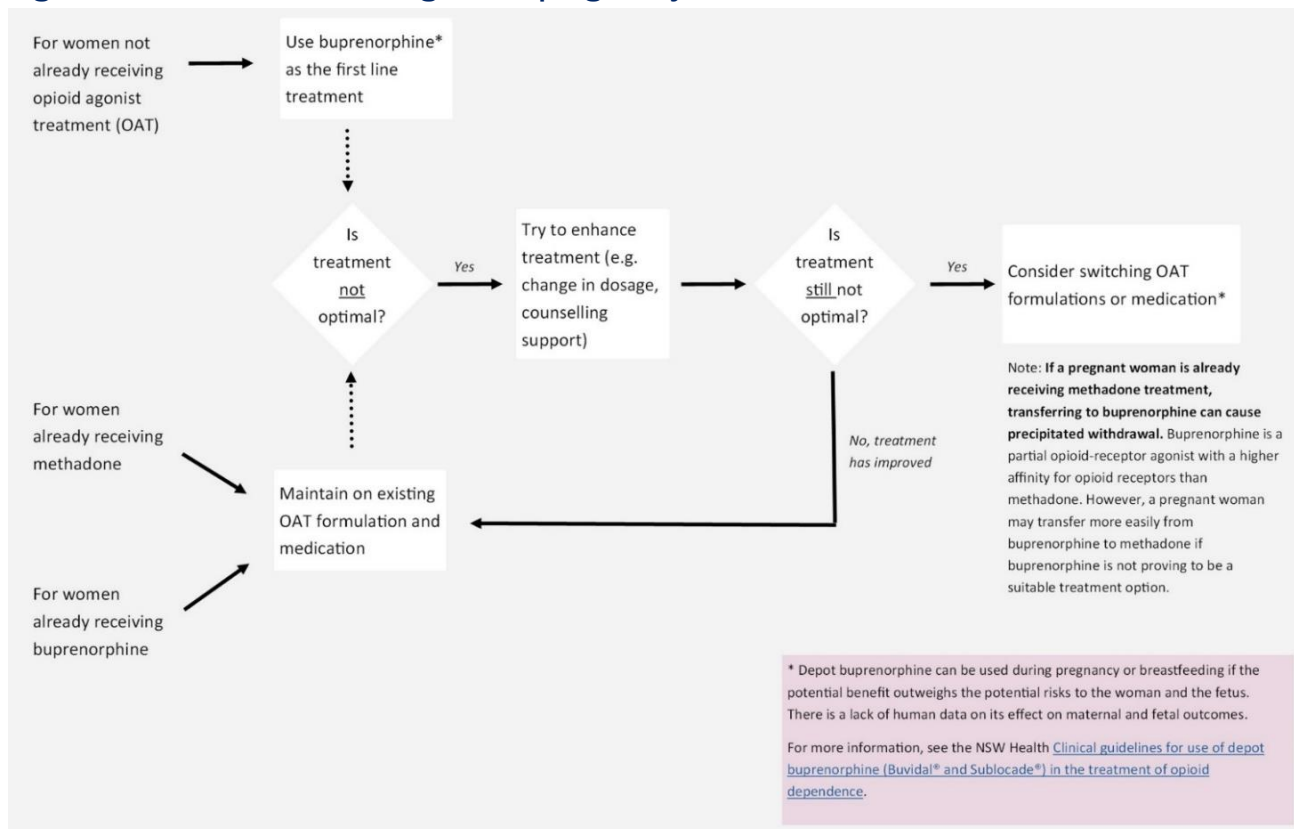 For women not
already receiving
opioid agonist
treatment (OAT)
Use buprenorphine*
as the first line
treatment
Is
treatment
not
optimal?
Yes
Try to enhance
treatment (e.g.
change in dosage,
counselling
support)
Is
treatment
still not
optimal?
Yes
Consider switching OAT
formulations or medication*
Note: If a pregnant woman is already
receiving methadone treatment,
transferring to buprenorphine can cause
precipitated withdrawal. Buprenorphine is a
partial opioid-receptor agonist with a higher
affinity for opioid receptors than
methadone. However, a pregnant woman
may transfer more easily from
buprenorphine to methadone if
buprenorphine is not proving to be a
suitable treatment option.
No, treatment
has improved
For women
already receiving
methadone
Maintain on existing
OAT formulation and
medication
For women
already receiving
buprenorphine
* Depot buprenorphine can be used during pregnancy or breastfeeding if the
potential benefit outweighs the potential risks to the woman and the fetus.
There is a lack of human data on its effect on maternal and fetal outcomes.
For more information, see the NSW Health Clinical guidelines for use of depot
buprenorphine (Buvidal® and Sublocade®) in the treatment of opioid
dependence.